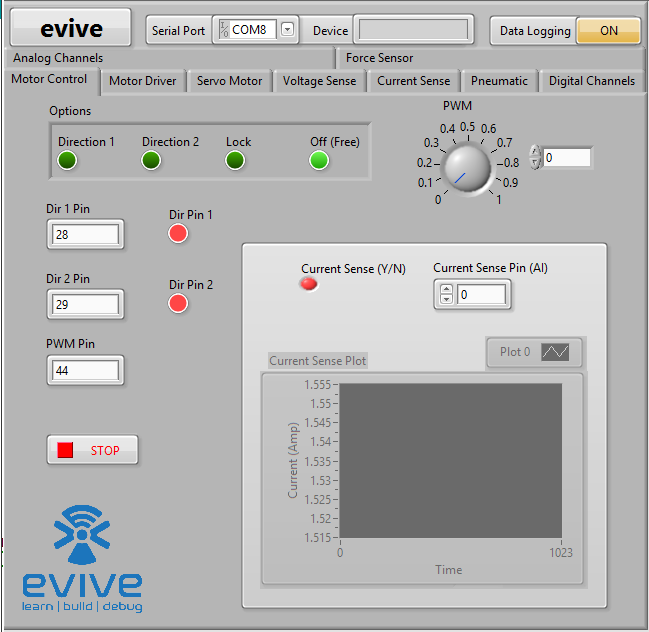 evive
Serial Port
I/O COM8
Device
Data Logging
ON
Analog Channels
Force Sensor
Motor Control
Motor Driver
Servo Motor
Voltage Sense
Current Sense
Pneumatic
Digital Channels
Options
Direction 1
Direction 2
Lock
Off (Free)
PWM
0
0.1
0.2
0.3
0.4
0.5
0.6
0.7
0.8
0.9
1
0
Dir 1 Pin
28
Dir Pin 1
Dir 2 Pin
29
Dir Pin 2
PWM Pin
44
STOP
Current Sense (Y/N)
Current Sense Pin (AI)
0
Current Sense Plot
Plot 0
Current (Amp)
1.555
1.55
1.545
1.54
1.535
1.53
1.525
1.52
1.515
0
1023
Time
evive
learn | build | debug